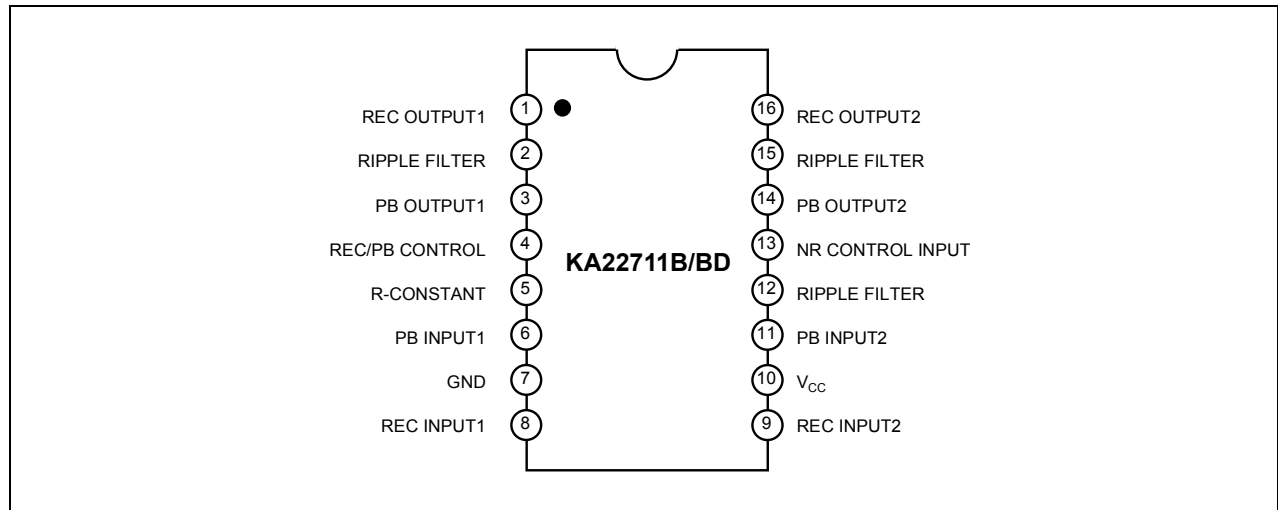 REC OUTPUT1 1 16 REC OUTPUT2
RIPPLE FILTER 2 15 RIPPLE FILTER
PB OUTPUT1 3 14 PB OUTPUT2
REC/PB CONTROL 4 13 NR CONTROL INPUT
KA22711B/BD
R-CONSTANT 5 12 RIPPLE FILTER
PB INPUT1 6 11 PB INPUT2
GND 7 10 VCC
REC INPUT1 8 9 REC INPUT2